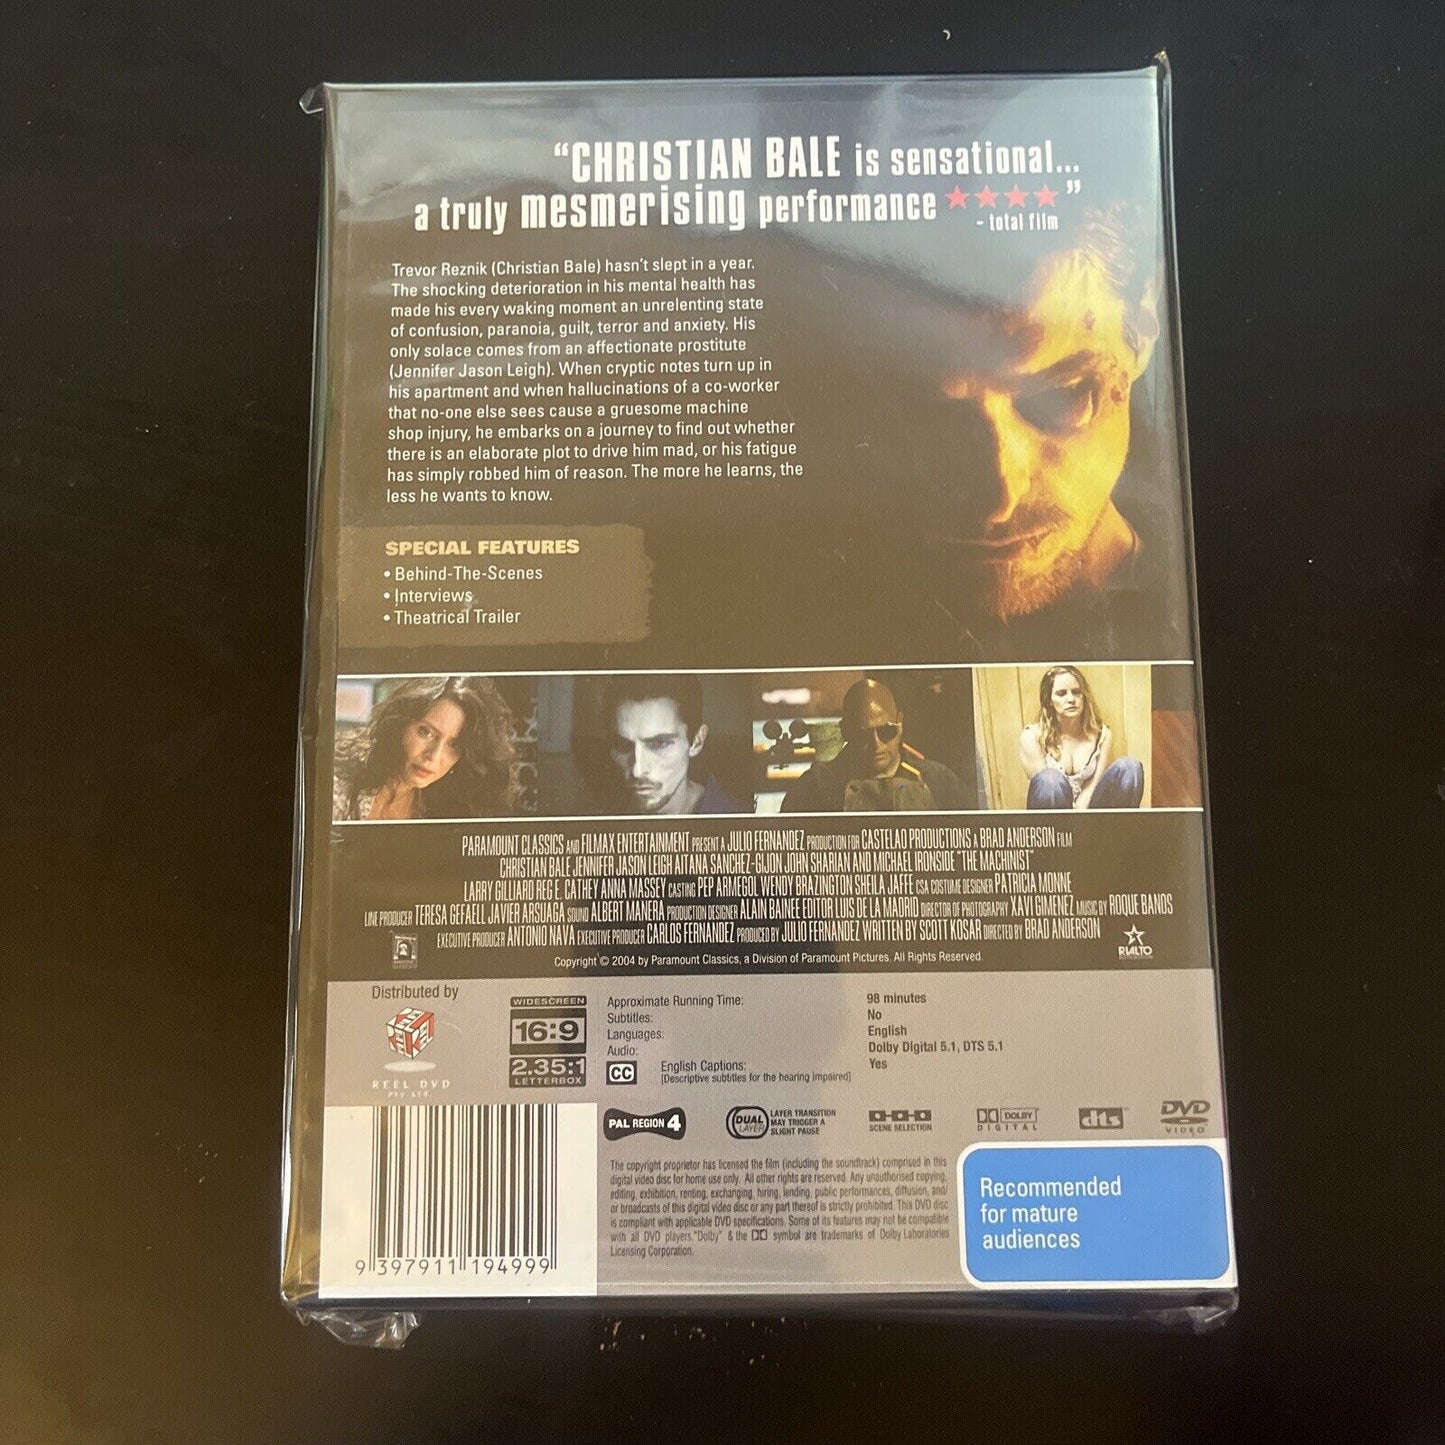 “CHRISTIAN BALE is sensational...
a truly mesmerising performance ★★★★”
- total film
Trevor Reznik (Christian Bale) hasn't slept in a year.
The shocking deterioration in his mental health has
made his every waking moment an unrelenting state
of confusion, paranoia, guilt, terror and anxiety. His
only solace comes from an affectionate prostitute
(Jennifer Jason Leigh). When cryptic notes turn up in
his apartment and when hallucinations of a co-worker
that no-one else sees cause a gruesome machine
shop injury, he embarks on a journey to find out whether
there is an elaborate plot to drive him mad, or his fatigue
has simply robbed him of reason. The more he learns, the
less he wants to know.
SPECIAL FEATURES
• Behind-The-Scenes
• Interviews
• Theatrical Trailer
PARAMOUNT CLASSICS AND FILMAX ENTERTAINMENT PRESENT A JULIO FERNANDEZ PRODUCTION FOR CASTELAO PRODUCTIONS A BRAD ANDERSON FILM
CHRISTIAN BALE JENNIFER JASON LEIGH AITANA SANCHEZ-GIJON JOHN SHARIAN AND MICHAEL IRONSIDE "THE MACHINIST"
LARRY GILLIARD REG E. CATHEY ANNA MASSEY CASTING PEP ARMEGOL WENDY BRAZINGTON SHEILA JAFFE CSA COSTUME DESIGNER PATRICIA MONNE
LINE PRODUCER TERESA GEFAELL JAVIER ARSUAGA SOUND ALBERT MANERA PRODUCTION DESIGNER ALAIN BAINEE EDITOR LUIS DE LA MADRID DIRECTOR OF PHOTOGRAPHY XAVI GIMENEZ MUSIC BY ROQUE BANOS
EXECUTIVE PRODUCER ANTONIO NAVA EXECUTIVE PRODUCER CARLOS FERNANDEZ PRODUCED BY JULIO FERNANDEZ WRITTEN BY SCOTT KOSAR DIRECTED BY BRAD ANDERSON
RIALTO
Copyright © 2004 by Paramount Classics, a Division of Paramount Pictures. All Rights Reserved.
Distributed by
REEL DVD
Pty Ltd.
WIDESCREEN
16:9
2.35:1
LETTERBOX
Approximate Running Time: 98 minutes
Subtitles: No
Languages: English
Audio: Dolby Digital 5.1, DTS 5.1
CC English Captions: Yes
[Descriptive subtitles for the hearing impaired]
PAL REGION 4
DUAL LAYER
LAYER TRANSITION
MAY TRIGGER A
SLIGHT PAUSE
SCENE SELECTION
DOLBY
DIGITAL
dts
DVD
VIDEO
The copyright proprietor has licensed the film (including the soundtrack) comprised in this
digital video disc for home use only. All other rights are reserved. Any unauthorised copying,
editing, exhibition, renting, exchanging, hiring, lending, public performances, diffusion, and/
or broadcasts of this digital video disc or any part thereof is strictly prohibited. This DVD disc
is compliant with applicable DVD specifications. Some of its features may not be compatible
with all DVD players. "Dolby" & the symbol are trademarks of Dolby Laboratories
Licensing Corporation.
Recommended
for mature
audiences
9 397911 194999